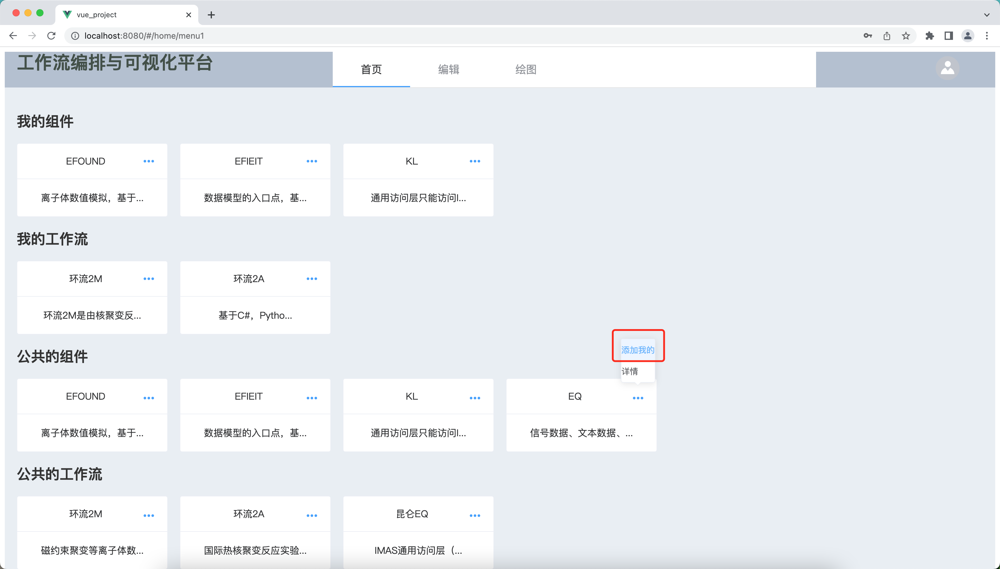 vue_project
localhost:8080/#/home/menu1
工作流编排与可视化平台
首页
编辑
绘图
我的组件
EFOUND
EFIEIT
KL
离子体数值模拟，基于...
数据模型的入口点，基...
通用访问层只能访问I...
我的工作流
环流2M
环流2A
环流2M是由核聚变反...
基于C#，Pytho...
添加我的
详情
公共的组件
EFOUND
EFIEIT
KL
EQ
离子体数值模拟，基于...
数据模型的入口点，基...
通用访问层只能访问I...
信号数据、文本数据、...
公共的工作流
环流2M
环流2A
昆仑EQ
磁约束聚变等离子体数...
国际热核聚变反应实验...
IMAS通用访问层（...